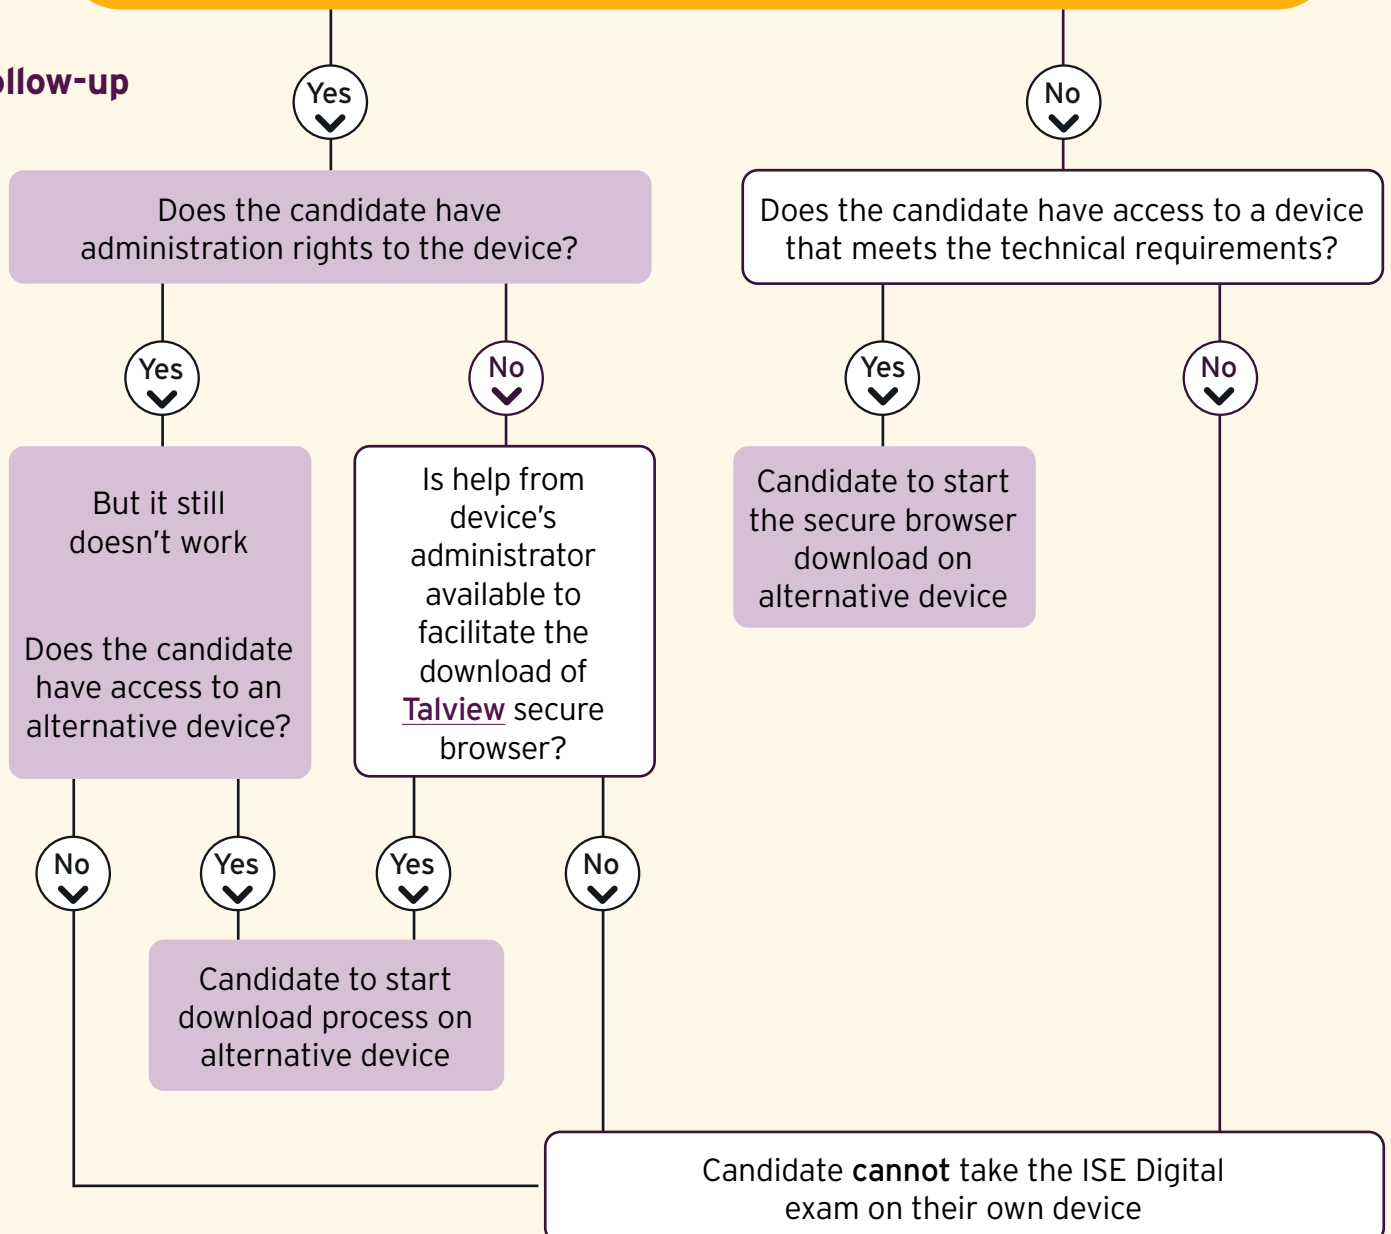 ollow-up
Yes
No
Does the candidate have
administration rights to the device?
Does the candidate have access to a device
that meets the technical requirements?
Yes
No
Yes
No
But it still
doesn't work
Does the candidate
have access to an
alternative device?
Is help from
device's
administrator
available to
facilitate the
download of
Talview secure
browser?
Candidate to start
the secure browser
download on
alternative device
No
Yes
Yes
No
Candidate to start
download process on
alternative device
Candidate cannot take the ISE Digital
exam on their own device